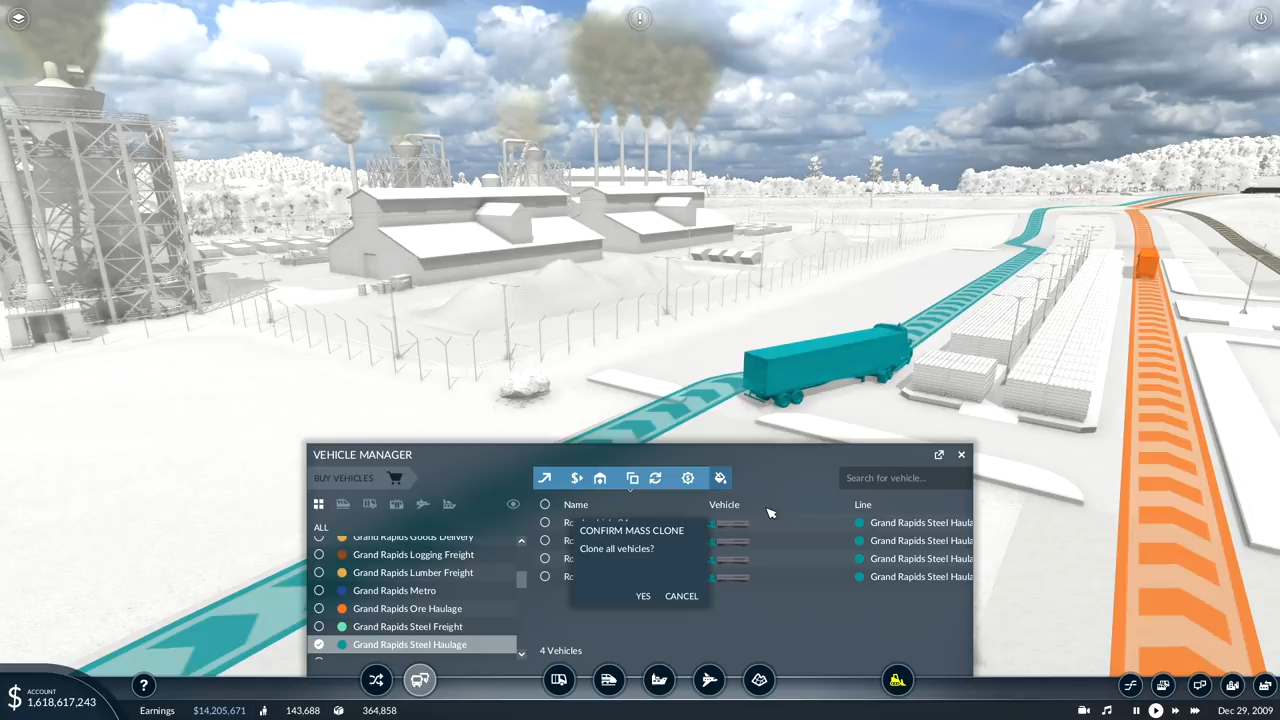 VEHICLE MANAGER
BUY VEHICLES
Search for vehicle...
Name
Vehicle
Line
ALL
Grand Rapids Goods Delivery
Grand Rapids Logging Freight
Grand Rapids Lumber Freight
Grand Rapids Metro
Grand Rapids Ore Haulage
Grand Rapids Steel Freight
Grand Rapids Steel Haulage
Grand Rapids Steel Haula
Grand Rapids Steel Haula
Grand Rapids Steel Haula
Grand Rapids Steel Haula
CONFIRM MASS CLONE
Clone all vehicles?
YES
CANCEL
4 Vehicles
ACCOUNT
$ 1,618,617,243
?
Earnings
$14,205,671
143,688
364,858
Dec 29, 2009